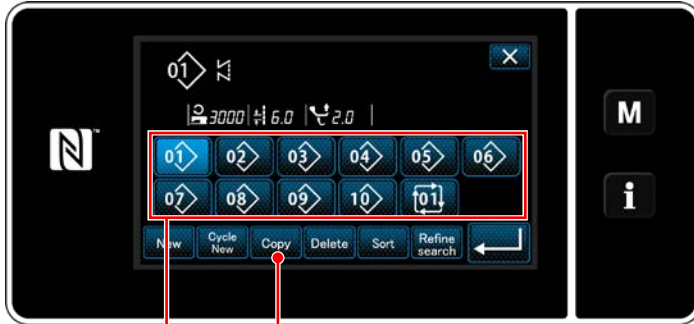 01
3000 6.0 2.0
N™
M
01 02 03 04 05 06
07 08 09 10 01
i
New Cycle New Copy Delete Sort Refine search